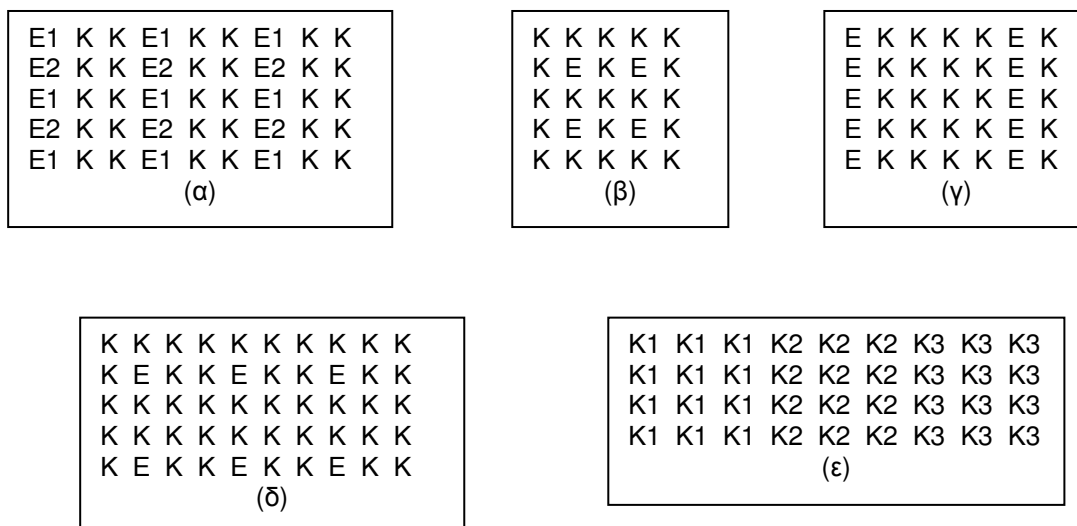 E1 K K E1 K K E1 K K
E2 K K E2 K K E2 K K
E1 K K E1 K K E1 K K
E2 K K E2 K K E2 K K
E1 K K E1 K K E1 K K
(α)
K K K K K
K E K E K
K K K K K
K E K E K
K K K K K
(β)
E K K K K E K
E K K K K E K
E K K K K E K
E K K K K E K
E K K K K E K
(γ)
K K K K K K K K K K
K E K K E K K E K K
K K K K K K K K K K
K K K K K K K K K K
K E K K E K K E K K
(δ)
K1 K1 K1 K2 K2 K2 K3 K3 K3
K1 K1 K1 K2 K2 K2 K3 K3 K3
K1 K1 K1 K2 K2 K2 K3 K3 K3
K1 K1 K1 K2 K2 K2 K3 K3 K3
(ε)